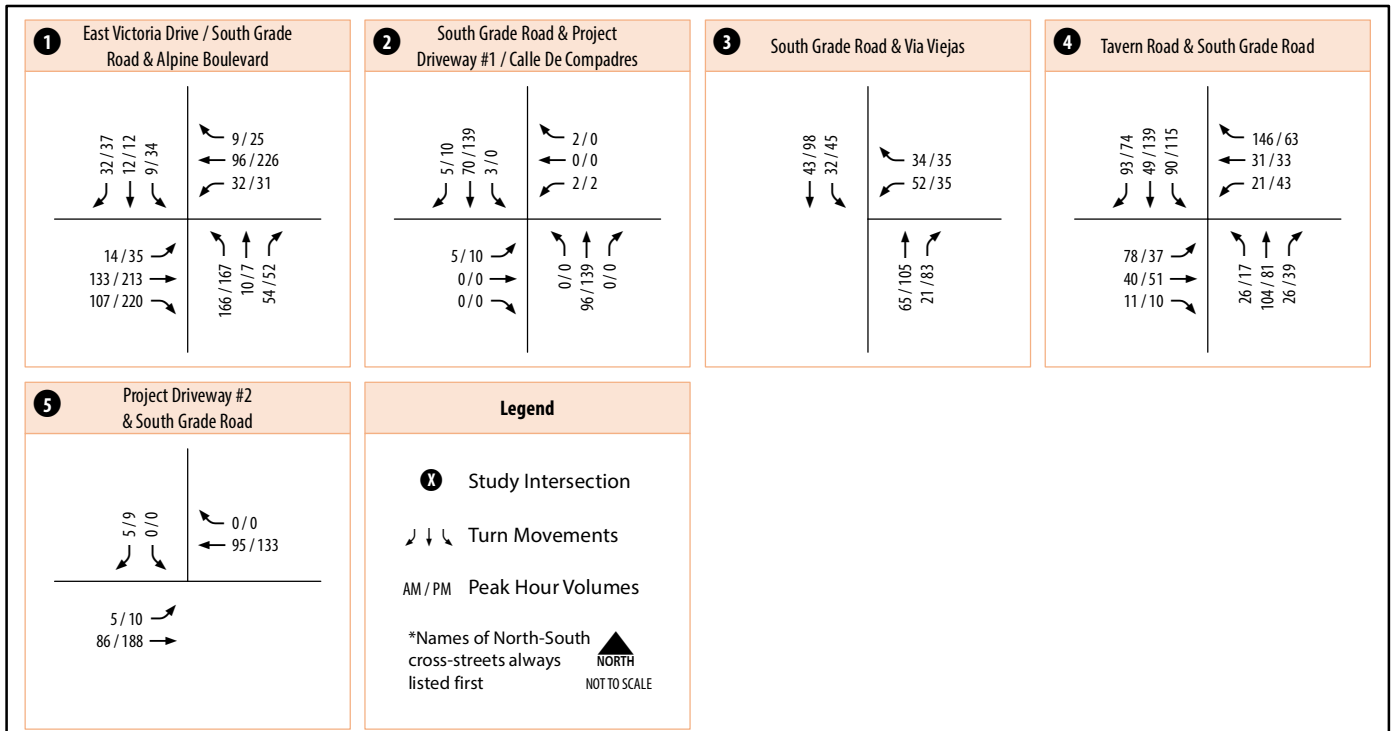 1
East Victoria Drive / South Grade
Road & Alpine Boulevard
32 / 37
12 / 12
9 / 34
9 / 25
96 / 226
32 / 31
14 / 35
133 / 213
107 / 220
166 / 167
10 / 7
54 / 52
2
South Grade Road & Project
Driveway #1 / Calle De Compadres
5 / 10
70 / 139
3 / 0
2 / 0
0 / 0
2 / 2
5 / 10
0 / 0
0 / 0
0 / 0
96 / 139
0 / 0
3
South Grade Road & Via Viejas
43 / 98
32 / 45
34 / 35
52 / 35
65 / 105
21 / 83
4
Tavern Road & South Grade Road
93 / 74
49 / 139
90 / 115
146 / 63
31 / 33
21 / 43
78 / 37
40 / 51
11 / 10
26 / 17
104 / 81
26 / 39
5
Project Driveway #2
& South Grade Road
5 / 9
0 / 0
0 / 0
95 / 133
5 / 10
86 / 188
Legend
X Study Intersection
Turn Movements
AM / PM Peak Hour Volumes
*Names of North-South
cross-streets always
listed first
NORTH
NOT TO SCALE